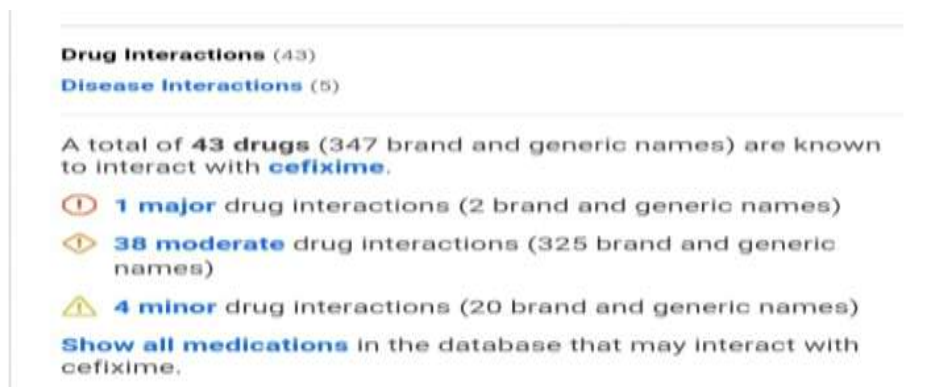 Drug Interactions (43)
Disease Interactions (5)
A total of 43 drugs (347 brand and generic names) are known
to interact with cefixime.
1 major drug interactions (2 brand and generic names)
38 moderate drug interactions (325 brand and generic
names)
4 minor drug interactions (20 brand and generic names)
Show all medications in the database that may interact with
cefixime.